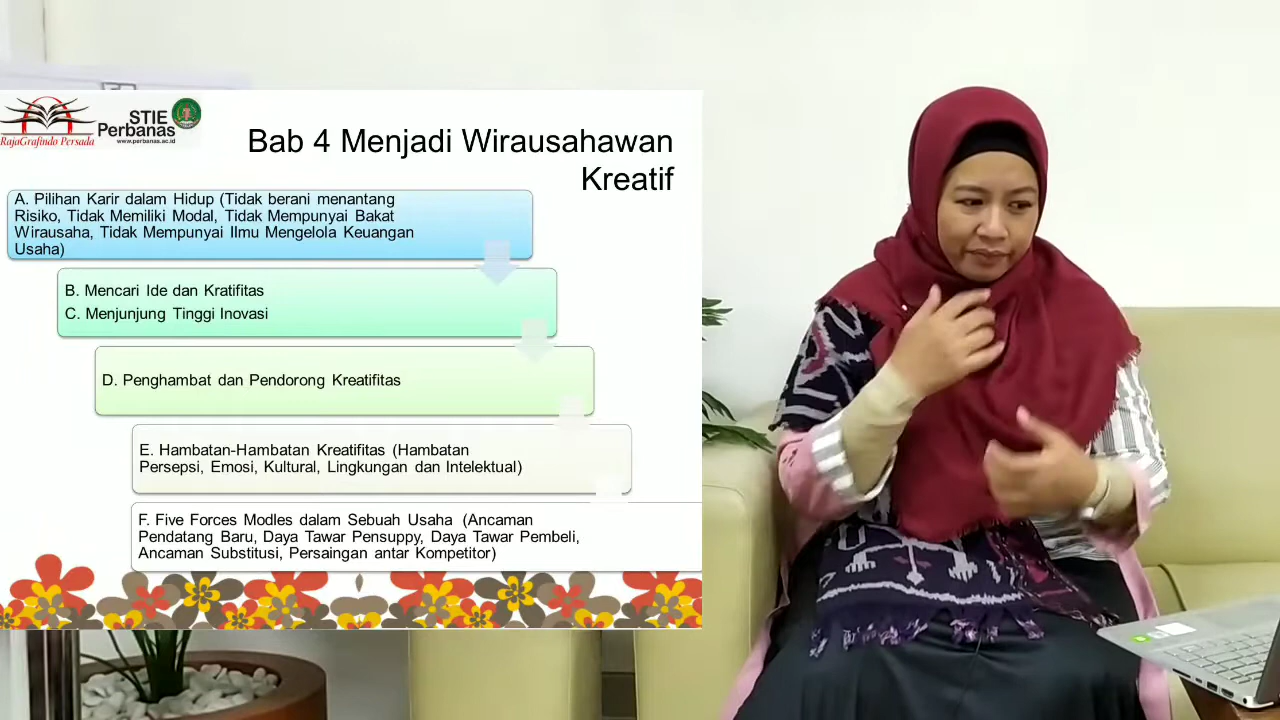 RajaGrafindo Persada
STIE
Perbanas
www.perbanas.ac.id
Bab 4 Menjadi Wirausahawan
Kreatif
A. Pilihan Karir dalam Hidup (Tidak berani menantang
Risiko, Tidak Memiliki Modal, Tidak Mempunyai Bakat
Wirausaha, Tidak Mempunyai Ilmu Mengelola Keuangan
Usaha)
B. Mencari Ide dan Kratifitas
C. Menjunjung Tinggi Inovasi
D. Penghambat dan Pendorong Kreatifitas
E. Hambatan-Hambatan Kreatifitas (Hambatan
Persepsi, Emosi, Kultural, Lingkungan dan Intelektual)
F. Five Forces Modles dalam Sebuah Usaha (Ancaman
Pendatang Baru, Daya Tawar Pensuppy, Daya Tawar Pembeli,
Ancaman Substitusi, Persaingan antar Kompetitor)